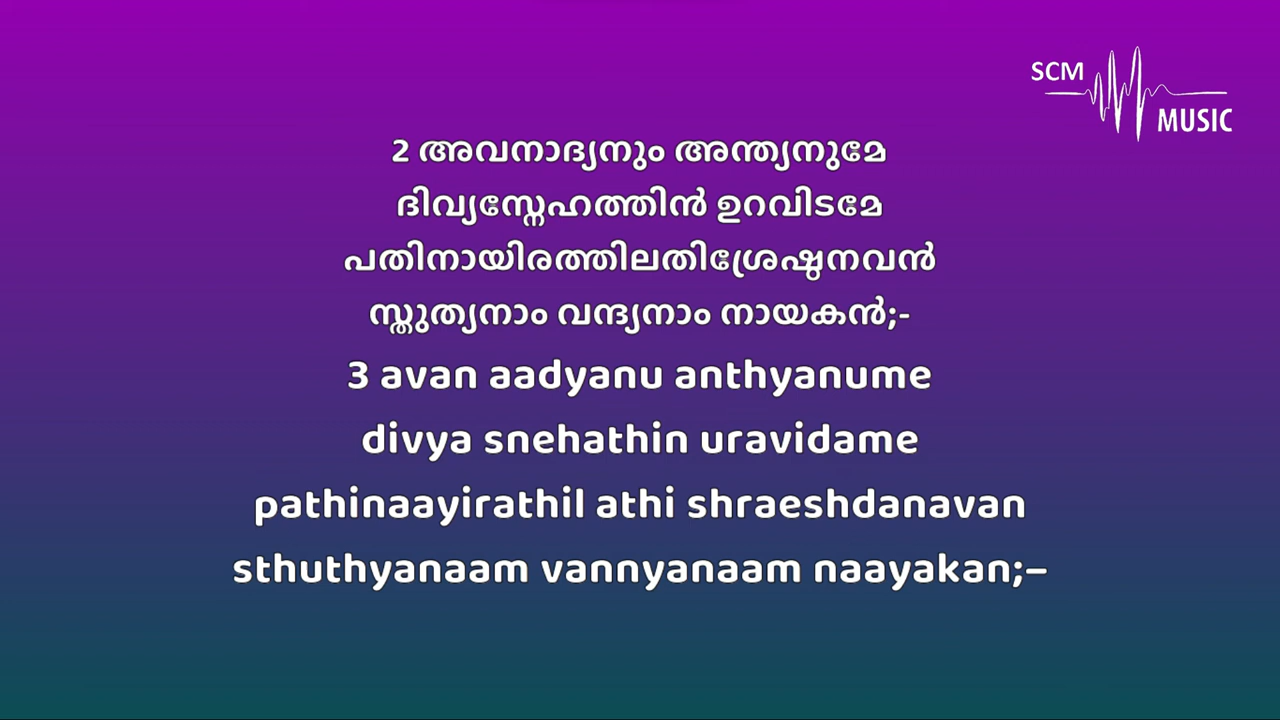 SCM
MUSIC
2 അവനാദ്യനും അന്ത്യനുമേ
ദിവ്യസ്നേഹത്തിൻ ഉറവിടമേ
പതിനായിരത്തിലതിശ്രേഷ്ഠനവൻ
സ്തുത്യനാം വന്ദ്യനാം നായകൻ;-
3 avan aadyanu anthyanume
divya snehathin uravidame
pathinaayirathil athi shraeshdanavan
sthuthyanaam vannyanaam naayakan;–